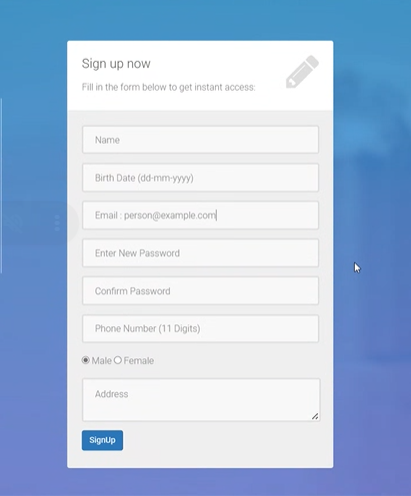 Sign up now
Fill in the form below to get instant access:
Name
Birth Date (dd-mm-yyyy)
Email : person@example.com
Enter New Password
Confirm Password
Phone Number (11 Digits)
Male Female
Address
SignUp